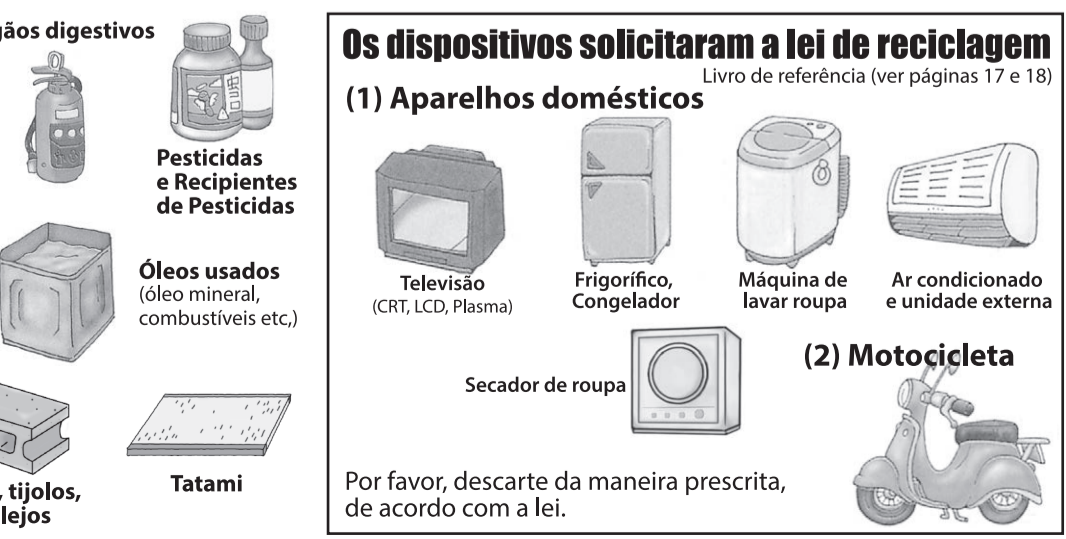 digestivos
Pesticidas
e Recipientes
de Pesticidas
Óleos usados
(óleo mineral,
combustíveis etc,)
tijolos,
Tatami
Os dispositivos solicitaram a lei de reciclagem
Livro de referência (ver páginas 17 e 18)
(1) Aparelhos domésticos
Televisão
(CRT, LCD, Plasma)
Frigorífico,
Congelador
Máquina de
lavar roupa
Ar condicionado
e unidade externa
Secador de roupa
(2) Motocicleta
Por favor, descarte da maneira prescrita,
de acordo com a lei.